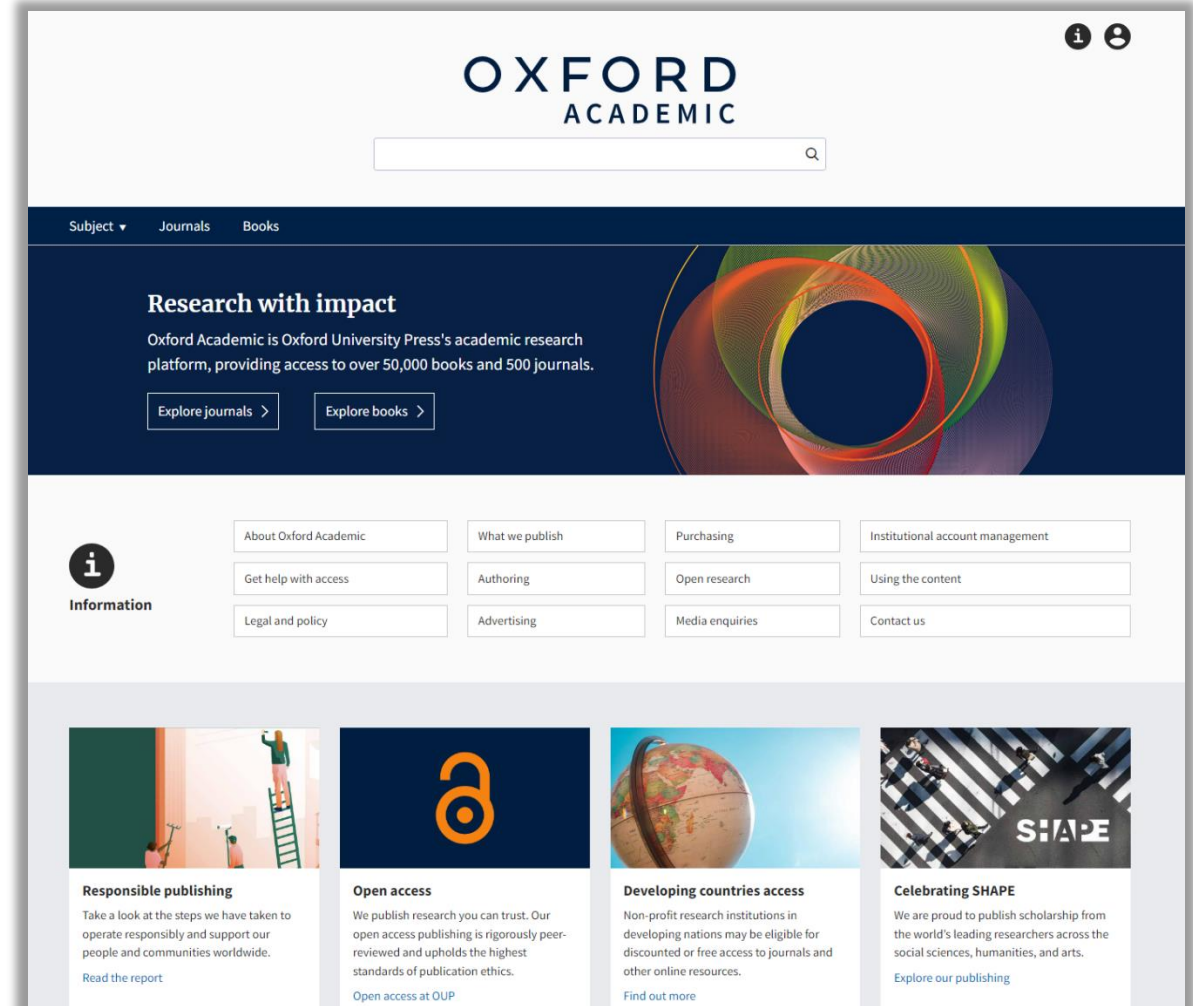 OXFORD
ACADEMIC
Subject
Journals
Books
Research with impact
Oxford Academic is Oxford University Press's academic research
platform, providing access to over 50,000 books and 500 journals.
Explore journals
Explore books
Information
About Oxford Academic
What we publish
Purchasing
Institutional account management
Get help with access
Authoring
Open research
Using the content
Legal and policy
Advertising
Media enquiries
Contact us
SHAPE
Responsible publishing
Take a look at the steps we have taken to
operate responsibly and support our
people and communities worldwide.
Read the report
Open access
We publish research you can trust. Our
open access publishing is rigorously peer-
reviewed and upholds the highest
standards of publication ethics.
Open access at OUP
Developing countries access
Non-profit research institutions in
developing nations may be eligible for
discounted or free access to journals and
other online resources.
Find out more
Celebrating SHAPE
We are proud to publish scholarship from
the world's leading researchers across the
social sciences, humanities, and arts.
Explore our publishing